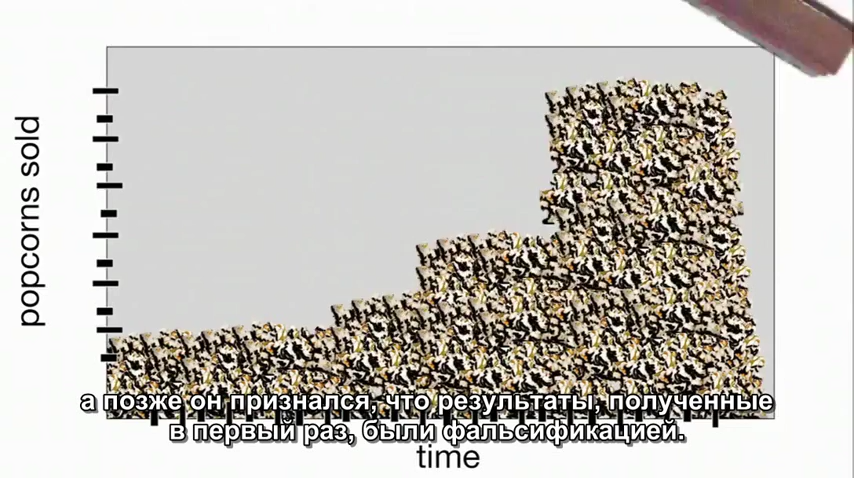 popcorns sold
а позже он признался, что результаты, полученные
в первый раз, были фальсификацией.
time